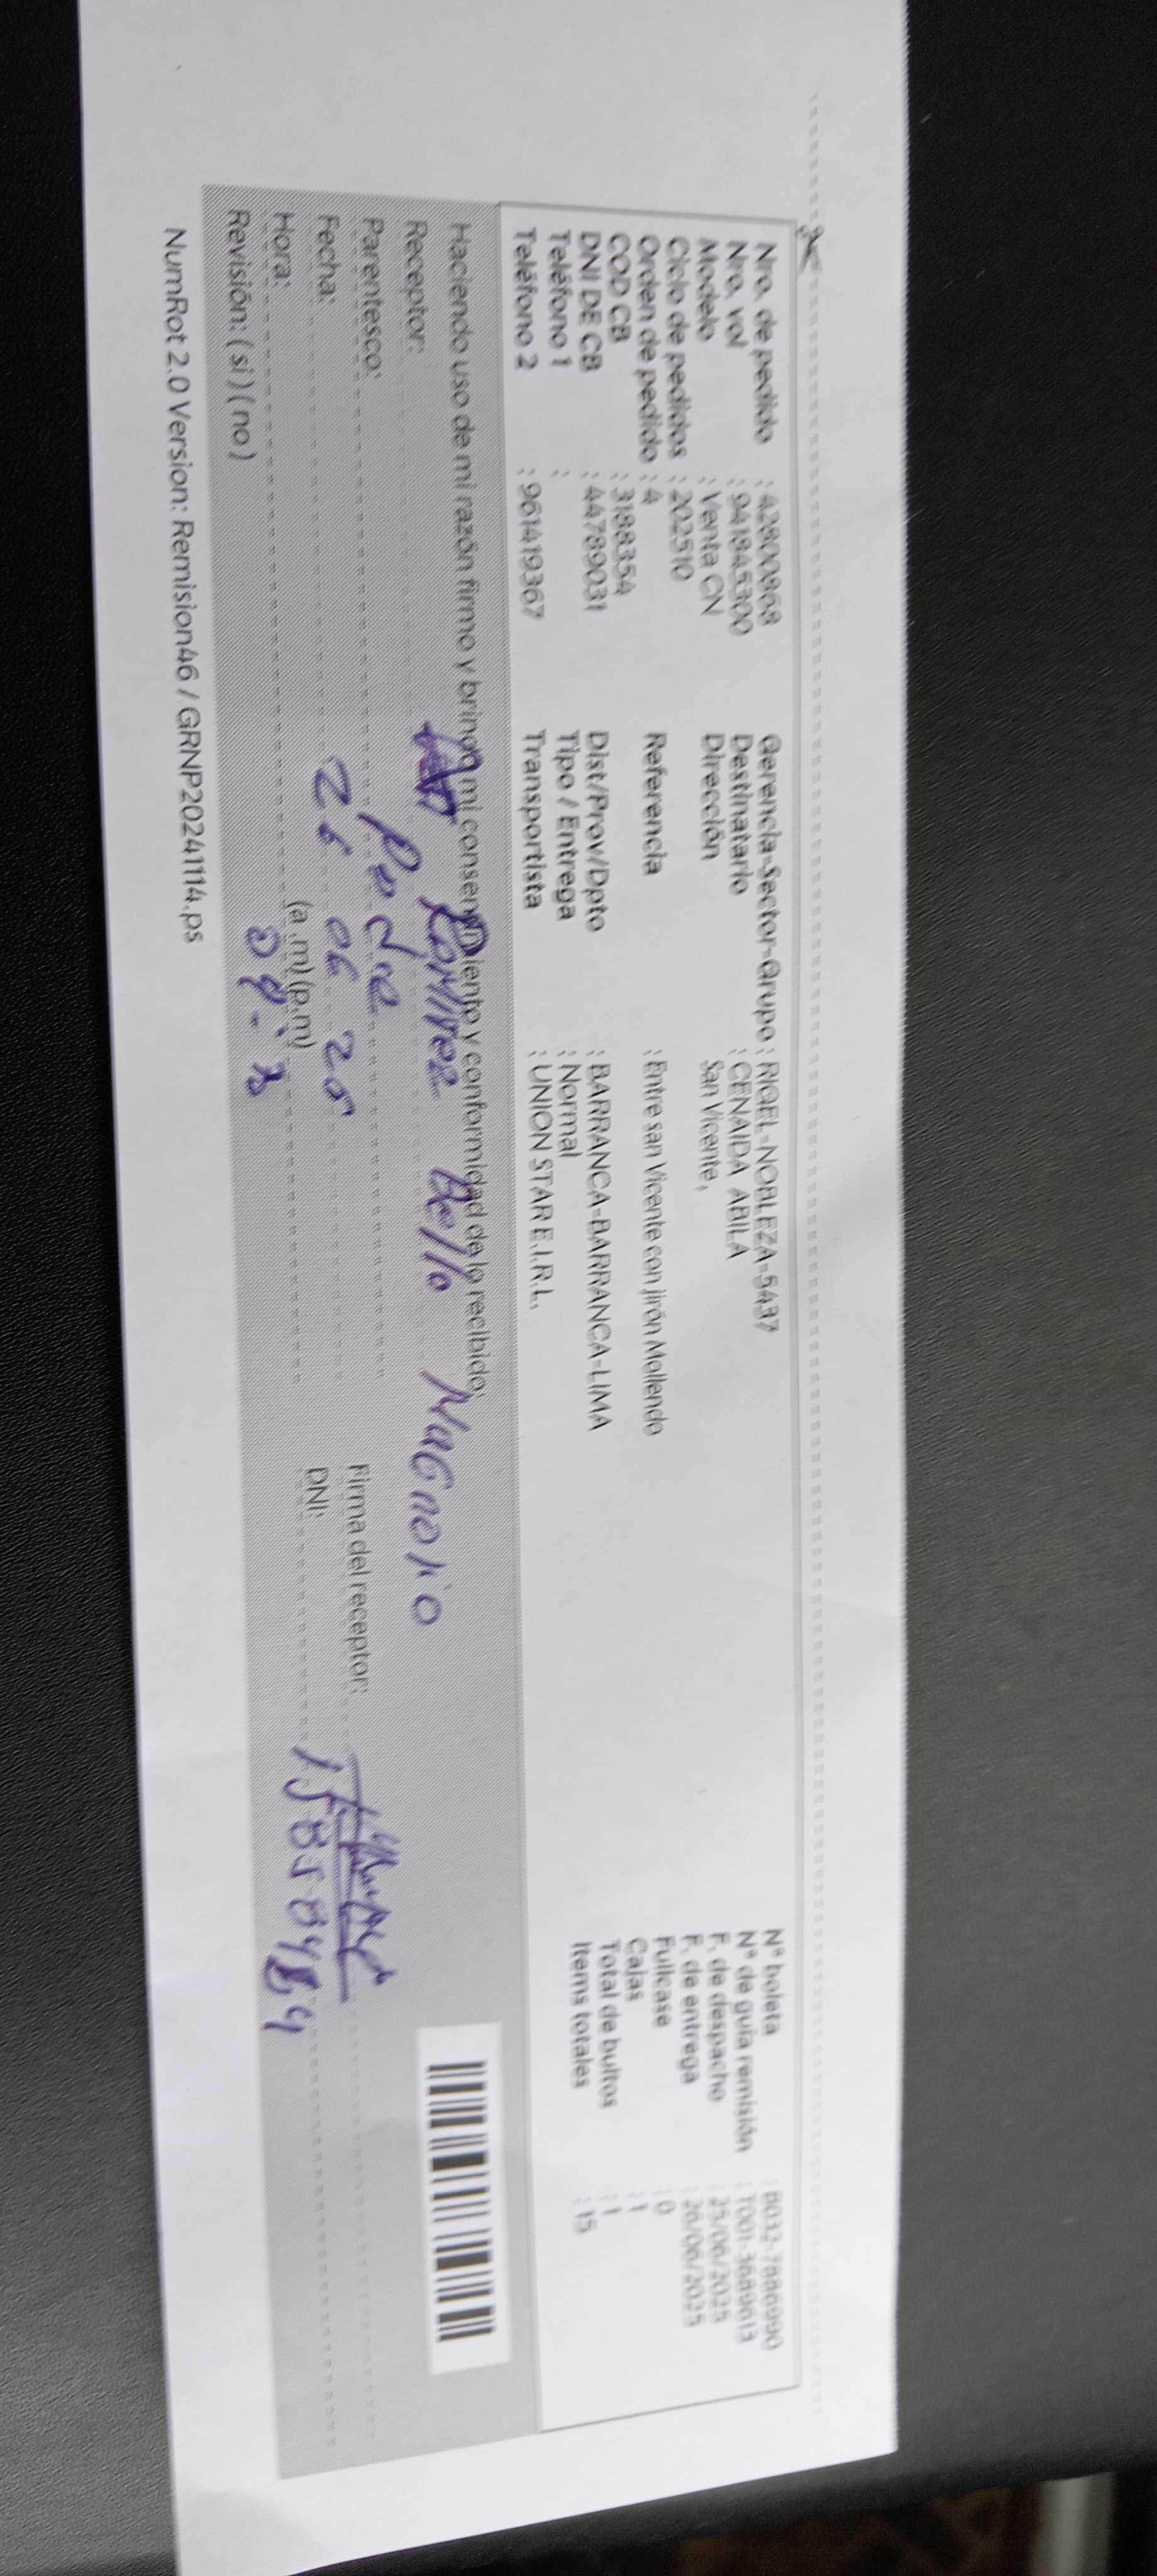 Nro. de pedido : 42800868
Nro. vol : 941845300
Modelo : Venta CN
Ciclo de pedidos : 202510
Orden de pedido : 4
COD CB : 3188354
DNI DE CB : 44789031
Teléfono 1 :
Teléfono 2 : 961419367
Gerencia-Sector-Grupo : RIGEL-NOBLEZA-5437
Destinatario : CENAIDA ABILA
Dirección San Vicente,
Referencia : Entre san Vicente con jirón Mollendo
Dist/Prov/Dpto : BARRANCA-BARRANCA-LIMA
Tipo / Entrega : Normal
Transportista : UNION STAR E.I.R.L.
N° boleta : B032-7886990
N° de guía remisión : T001-3689613
F. de despacho : 25/06/2025
F. de entrega : 26/06/2025
Fullcase : 0
Cajas : 1
Total de bultos : 1
Items totales : 15
Haciendo uso de mi razón firmo y brindo mi consentimiento y conformidad de lo recibido:
Receptor: Bello
Parentesco: Padre
Fecha: 26 06 25
Hora: (a.m) (p.m)
Revisión: ( si ) ( no )
Firma del receptor:
DNI:
NumRot 2.0 Version: Remision46 / GRNP20241114.ps